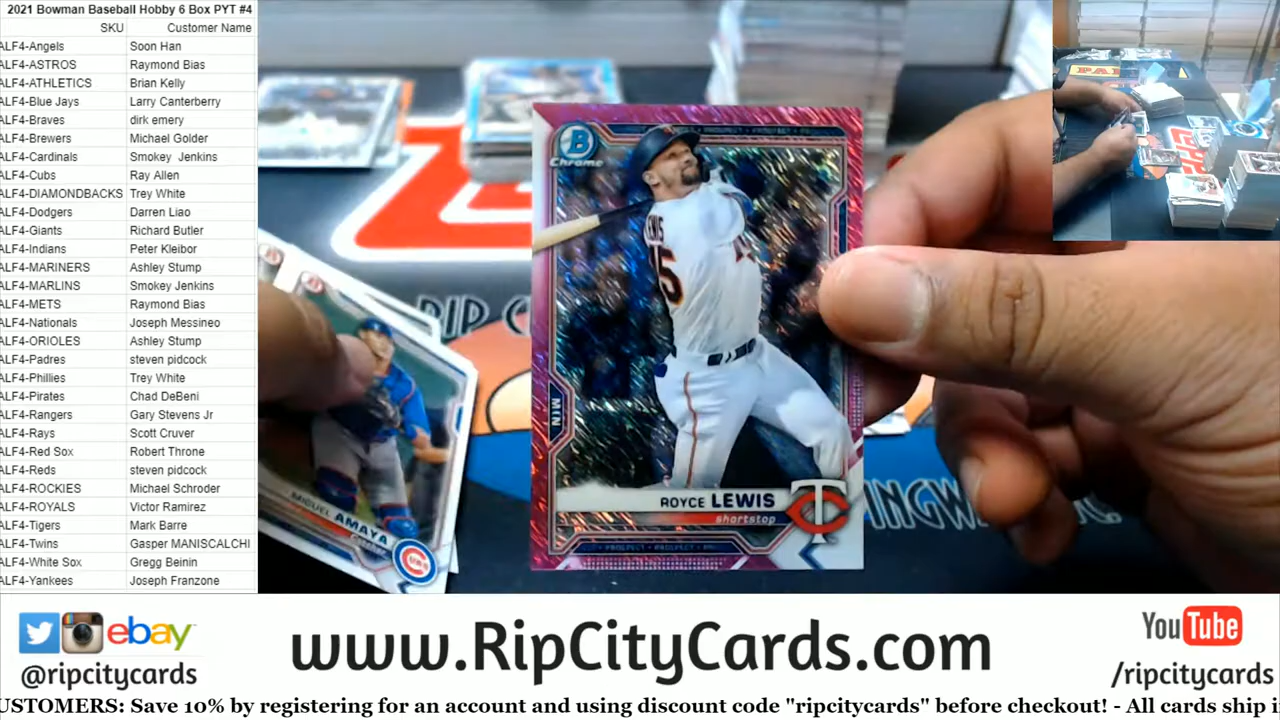 2021 Bowman Baseball Hobby 6 Box PYT #4
SKU Customer Name
ALF4-Angels Soon Han
ALF4-ASTROS Raymond Bias
ALF4-ATHLETICS Brian Kelly
ALF4-Blue Jays Larry Canterberry
ALF4-Braves dirk emery
ALF4-Brewers Michael Golder
ALF4-Cardinals Smokey Jenkins
ALF4-Cubs Ray Allen
ALF4-DIAMONDBACKS Trey White
ALF4-Dodgers Darren Liao
ALF4-Giants Richard Butler
ALF4-Indians Peter Kleibor
ALF4-MARINERS Ashley Stump
ALF4-MARLINS Smokey Jenkins
ALF4-METS Raymond Bias
ALF4-Nationals Joseph Messineo
ALF4-ORIOLES Ashley Stump
ALF4-Padres steven pidcock
ALF4-Phillies Trey White
ALF4-Pirates Chad DeBeni
ALF4-Rangers Gary Stevens Jr
ALF4-Rays Scott Cruver
ALF4-Red Sox Robert Throne
ALF4-Reds steven pidcock
ALF4-ROCKIES Michael Schroder
ALF4-ROYALS Victor Ramirez
ALF4-Tigers Mark Barre
ALF4-Twins Gasper MANISCALCHI
ALF4-White Sox Gregg Beinin
ALF4-Yankees Joseph Franzone
B
Chrome
PROSPECT
LEWIS
MIN
ROYCE LEWIS
shortstop
TC
PROSPECT • PROSPECT
RIP C
MIGUEL AMAYA
CUBS
ebay
@ripcitycards
www.RipCityCards.com
YouTube
/ripcitycards
USTOMERS: Save 10% by registering for an account and using discount code "ripcitycards" before checkout! - All cards ship i